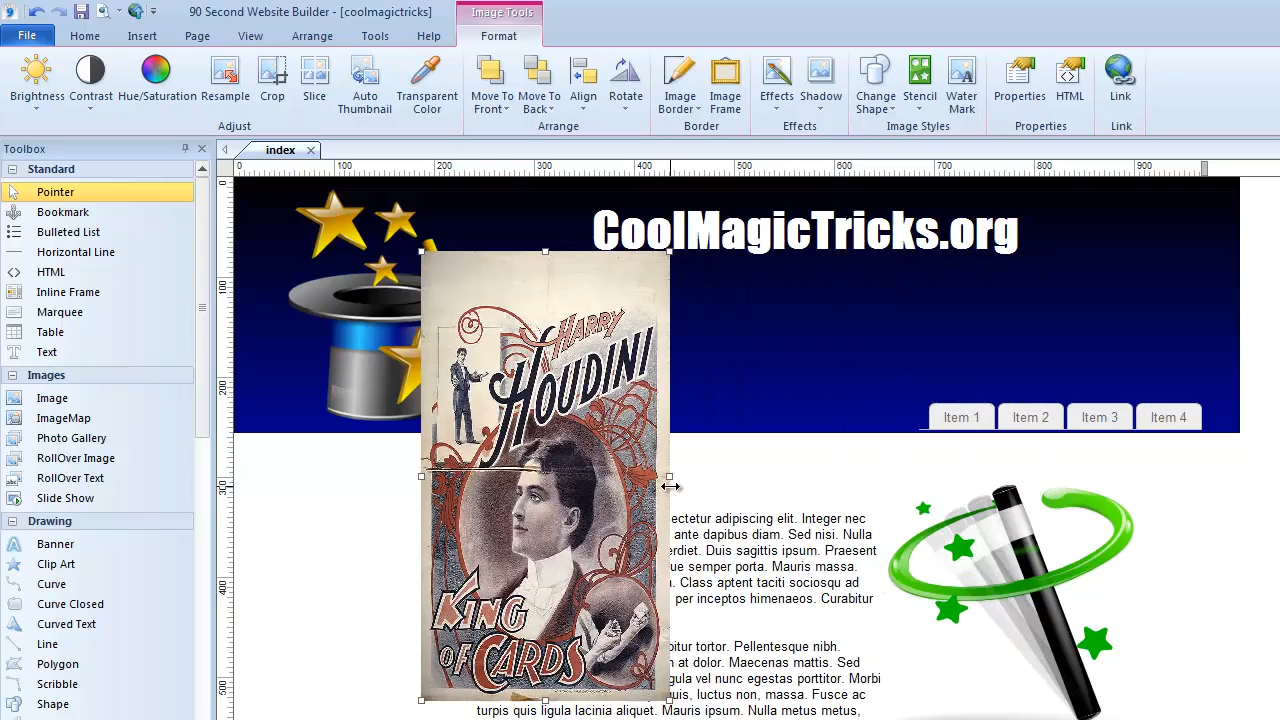 90 Second Website Builder - [coolmagictricks]
Image Tools
File Home Insert Page View Arrange Tools Help Format
Brightness Contrast Hue/Saturation Resample Crop Slice Auto Thumbnail Transparent Color
Move To Front Move To Back Align Rotate
Image Border Image Frame
Effects Shadow
Change Shape Stencil Water Mark
Properties HTML
Link
Adjust Arrange Border Effects Image Styles Properties Link
Toolbox
index
Standard
0 100 200 300 400 500 600 700 800 900
Pointer
Bookmark
Bulleted List
Horizontal Line
HTML
Inline Frame
Marquee
Table
Text
Images
Image
ImageMap
Photo Gallery
RollOver Image
RollOver Text
Slide Show
Drawing
Banner
Clip Art
Curve
Curve Closed
Curved Text
Line
Polygon
Scribble
Shape
0
100
200
300
400
500
CoolMagicTricks.org
Item 1 Item 2 Item 3 Item 4
HARRY
HOUDINI
KING
OF CARDS
ectetur adipiscing elit. Integer nec
ante dapibus diam. Sed nisi. Nulla
erdiet. Duis sagittis ipsum. Praesent
ue semper porta. Mauris massa.
. Class aptent taciti sociosqu ad
per inceptos himenaeos. Curabitur
bitur tortor. Pellentesque nibh.
n at dolor. Maecenas mattis. Sed
gula vel nunc egestas porttitor. Morbi
uis, luctus non, massa. Fusce ac
turpis quis ligula lacinia aliquet. Mauris ipsum. Nulla metus metus,